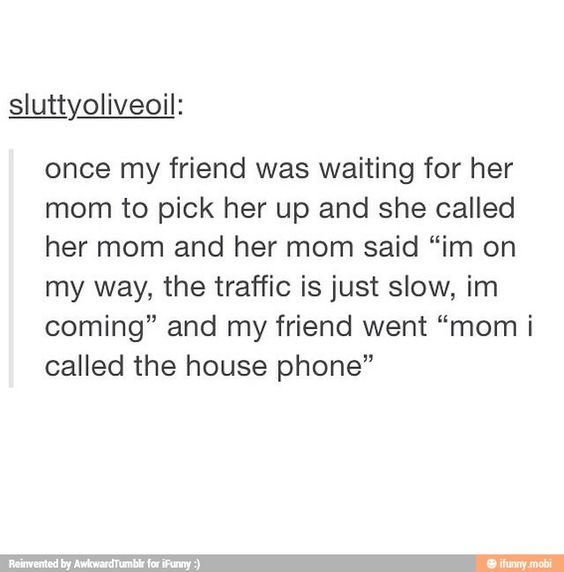 sluttyoliveoil:
once my friend was waiting for her
mom to pick her up and she called
her mom and her mom said “im on
my way, the traffic is just slow, im
coming” and my friend went “mom i
called the house phone”
Reinvented by AwkwardTumblr for iFunny :)
ifunny.mobi